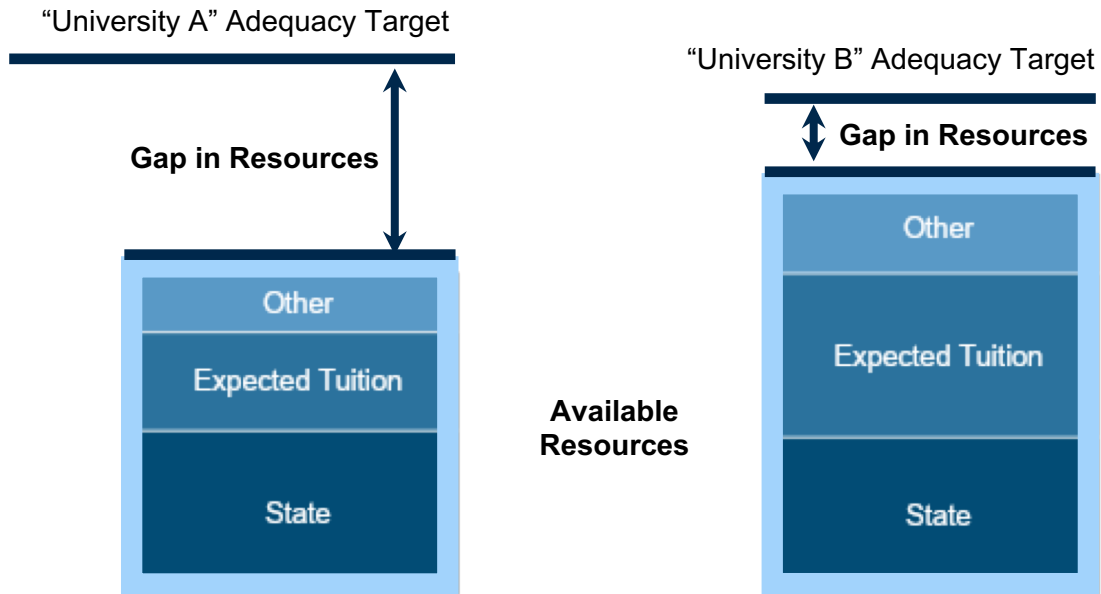 “University A” Adequacy Target
Gap in Resources
Other
Expected Tuition
State
Available
Resources
“University B” Adequacy Target
Gap in Resources
Other
Expected Tuition
State